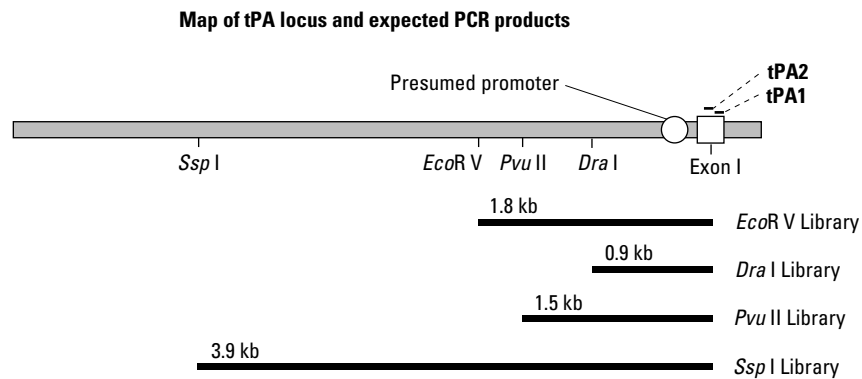 Map of tPA locus and expected PCR products
tPA2
Presumed promoter
tPA1
Ssp I
EcoR V
Pvu II
Dra I
Exon I
1.8 kb
EcoR V Library
0.9 kb
Dra I Library
1.5 kb
Pvu II Library
3.9 kb
Ssp I Library